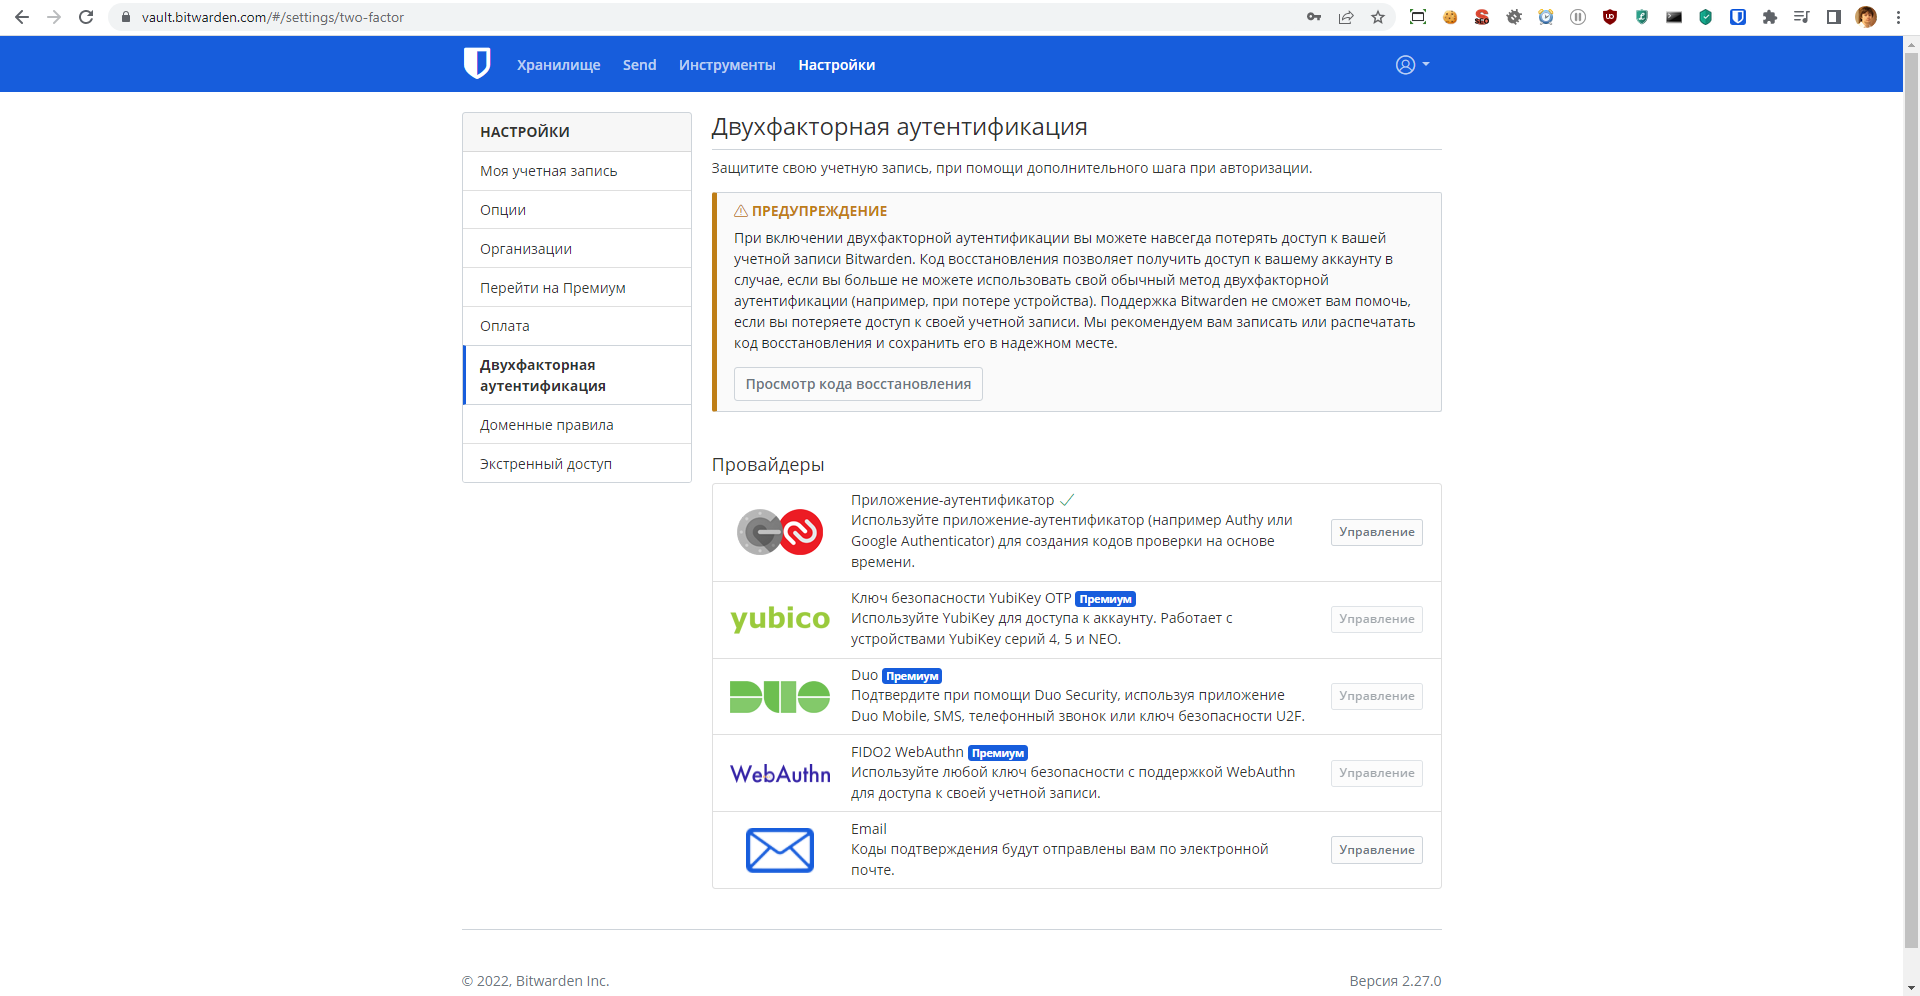 vault.bitwarden.com/#/settings/two-factor
Хранилище Send Инструменты Настройки
НАСТРОЙКИ
Моя учетная запись
Опции
Организации
Перейти на Премиум
Оплата
Двухфакторная
аутентификация
Доменные правила
Экстренный доступ
Двухфакторная аутентификация
Защитите свою учетную запись, при помощи дополнительного шага при авторизации.
ПРЕДУПРЕЖДЕНИЕ
При включении двухфакторной аутентификации вы можете навсегда потерять доступ к вашей
учетной записи Bitwarden. Код восстановления позволяет получить доступ к вашему аккаунту в
случае, если вы больше не можете использовать свой обычный метод двухфакторной
аутентификации (например, при потере устройства). Поддержка Bitwarden не сможет вам помочь,
если вы потеряете доступ к своей учетной записи. Мы рекомендуем вам записать или распечатать
код восстановления и сохранить его в надежном месте.
Просмотр кода восстановления
Провайдеры
Приложение-аутентификатор
Используйте приложение-аутентификатор (например Authy или
Google Authenticator) для создания кодов проверки на основе
времени.
Управление
yubico
Ключ безопасности YubiKey OTP Премиум
Используйте YubiKey для доступа к аккаунту. Работает с
устройствами YubiKey серий 4, 5 и NEO.
Управление
DUO
Duo Премиум
Подтвердите при помощи Duo Security, используя приложение
Duo Mobile, SMS, телефонный звонок или ключ безопасности U2F.
Управление
WebAuthn
FIDO2 WebAuthn Премиум
Используйте любой ключ безопасности с поддержкой WebAuthn
для доступа к своей учетной записи.
Управление
Email
Коды подтверждения будут отправлены вам по электронной
почте.
Управление
© 2022, Bitwarden Inc.
Версия 2.27.0